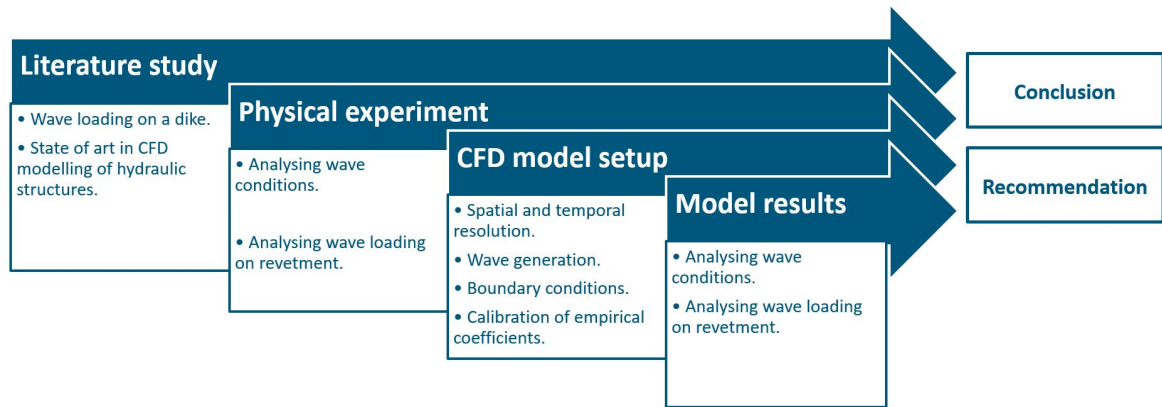 Literature study
• Wave loading on a dike.
• State of art in CFD
modelling of hydraulic
structures.
Physical experiment
• Analysing wave
conditions.
• Analysing wave loading
on revetment.
CFD model setup
• Spatial and temporal
resolution.
• Wave generation.
• Boundary conditions.
• Calibration of empirical
coefficients.
Model results
• Analysing wave
conditions.
• Analysing wave loading
on revetment.
Conclusion
Recommendation